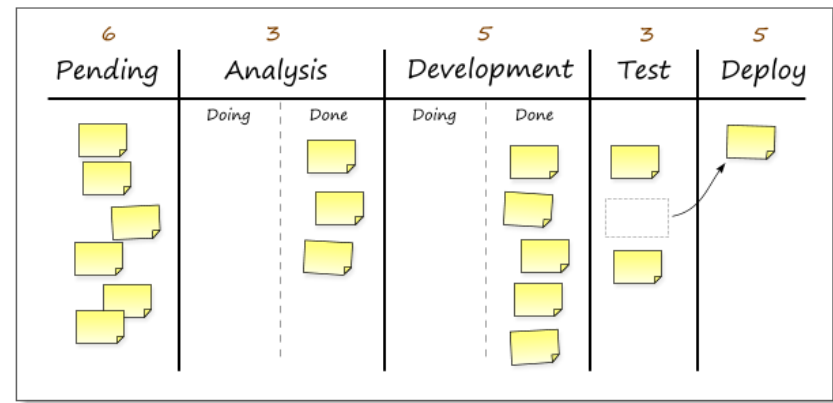 6 3 5 3 5
Pending Analysis Development Test Deploy
Doing Done Doing Done